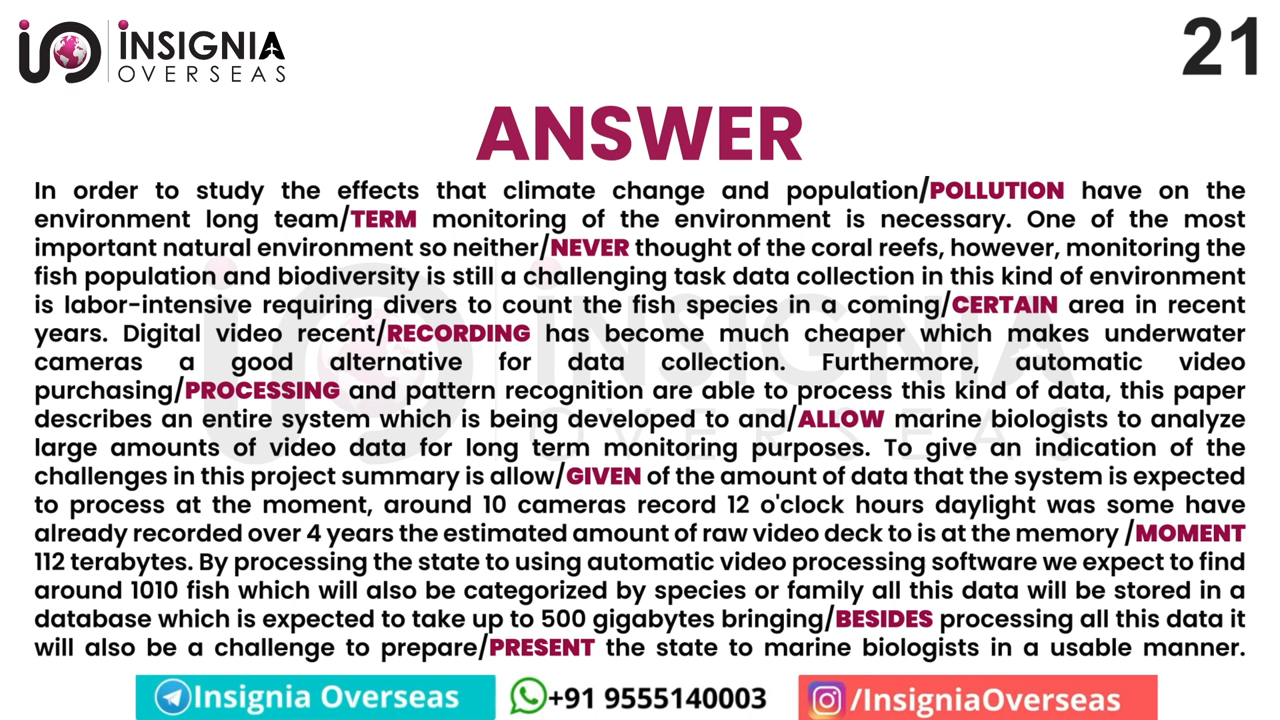 iNSIGNIA
OVERSEAS
21
ANSWER
In order to study the effects that climate change and population/POLLUTION have on the
environment long team/TERM monitoring of the environment is necessary. One of the most
important natural environment so neither/NEVER thought of the coral reefs, however, monitoring the
fish population and biodiversity is still a challenging task data collection in this kind of environment
is labor-intensive requiring divers to count the fish species in a coming/CERTAIN area in recent
years. Digital video recent/RECORDING has become much cheaper which makes underwater
cameras a good alternative for data collection. Furthermore, automatic video
purchasing/PROCESSING and pattern recognition are able to process this kind of data, this paper
describes an entire system which is being developed to and/ALLOW marine biologists to analyze
large amounts of video data for long term monitoring purposes. To give an indication of the
challenges in this project summary is allow/GIVEN of the amount of data that the system is expected
to process at the moment, around 10 cameras record 12 o'clock hours daylight was some have
already recorded over 4 years the estimated amount of raw video deck to is at the memory /MOMENT
112 terabytes. By processing the state to using automatic video processing software we expect to find
around 1010 fish which will also be categorized by species or family all this data will be stored in a
database which is expected to take up to 500 gigabytes bringing/BESIDES processing all this data it
will also be a challenge to prepare/PRESENT the state to marine biologists in a usable manner.
Insignia Overseas +91 9555140003 /InsigniaOverseas